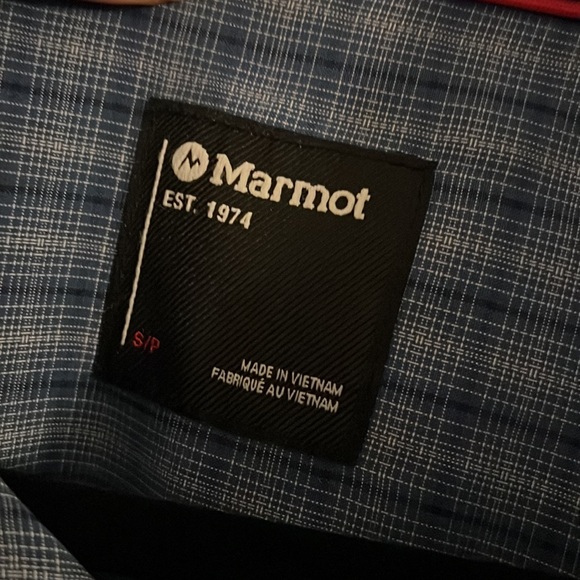 Marmot
EST. 1974
S/P
MADE IN VIETNAM
FABRIQUÉ AU VIETNAM